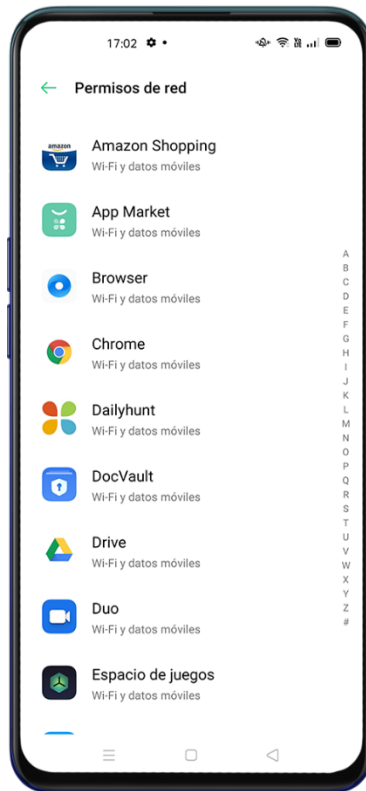 17:02
Permisos de red
amazon
Amazon Shopping
Wi-Fi y datos móviles
App Market
Wi-Fi y datos móviles
Browser
Wi-Fi y datos móviles
Chrome
Wi-Fi y datos móviles
Dailyhunt
Wi-Fi y datos móviles
DocVault
Wi-Fi y datos móviles
Drive
Wi-Fi y datos móviles
Duo
Wi-Fi y datos móviles
Espacio de juegos
Wi-Fi y datos móviles
A
B
C
D
E
F
G
H
I
J
K
L
M
N
O
P
Q
R
S
T
U
V
W
X
Y
Z
#